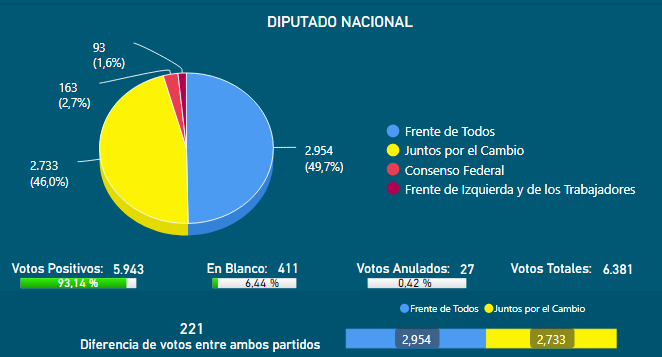 DIPUTADO NACIONAL
93
(1,6%)
163
(2,7%)
2.733
(46,0%)
2.954
(49,7%)
Frente de Todos
Juntos por el Cambio
Consenso Federal
Frente de Izquierda y de los Trabajadores
Votos Positivos: 5.943
93,14 %
En Blanco: 411
6,44 %
Votos Anulados: 27
0,42 %
Votos Totales: 6.381
Frente de Todos Juntos por el Cambio
221
Diferencia de votos entre ambos partidos
2,954 2,733